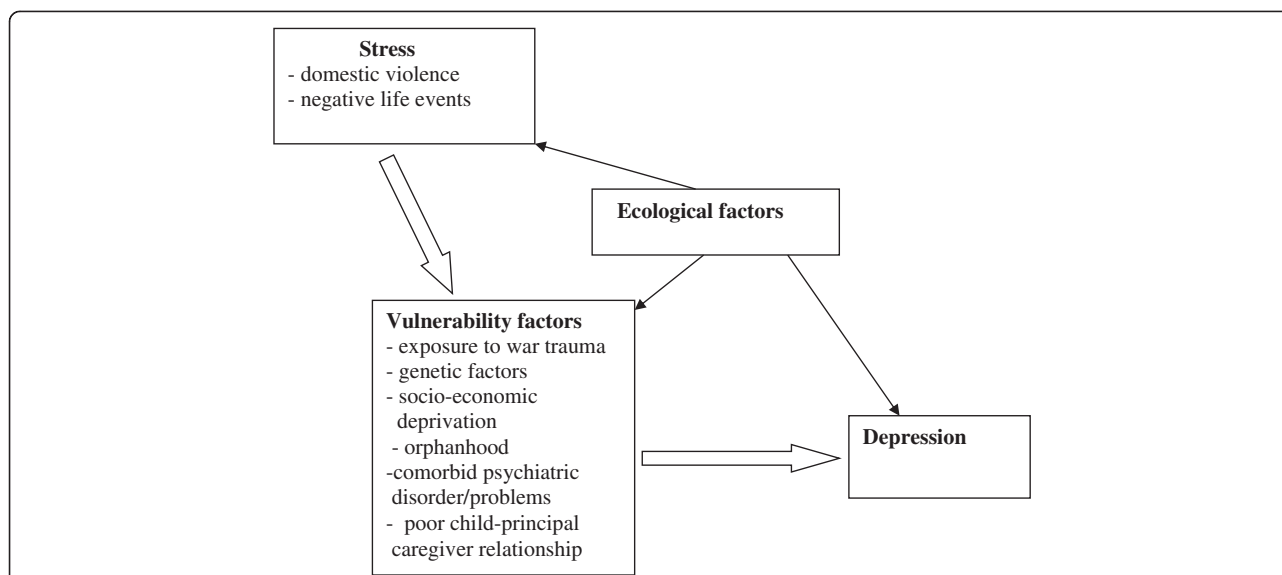 Stress
- domestic violence
- negative life events
Ecological factors
Vulnerability factors
- exposure to war trauma
- genetic factors
- socio-economic
deprivation
- orphanhood
-comorbid psychiatric
disorder/problems
- poor child-principal
caregiver relationship
Depression